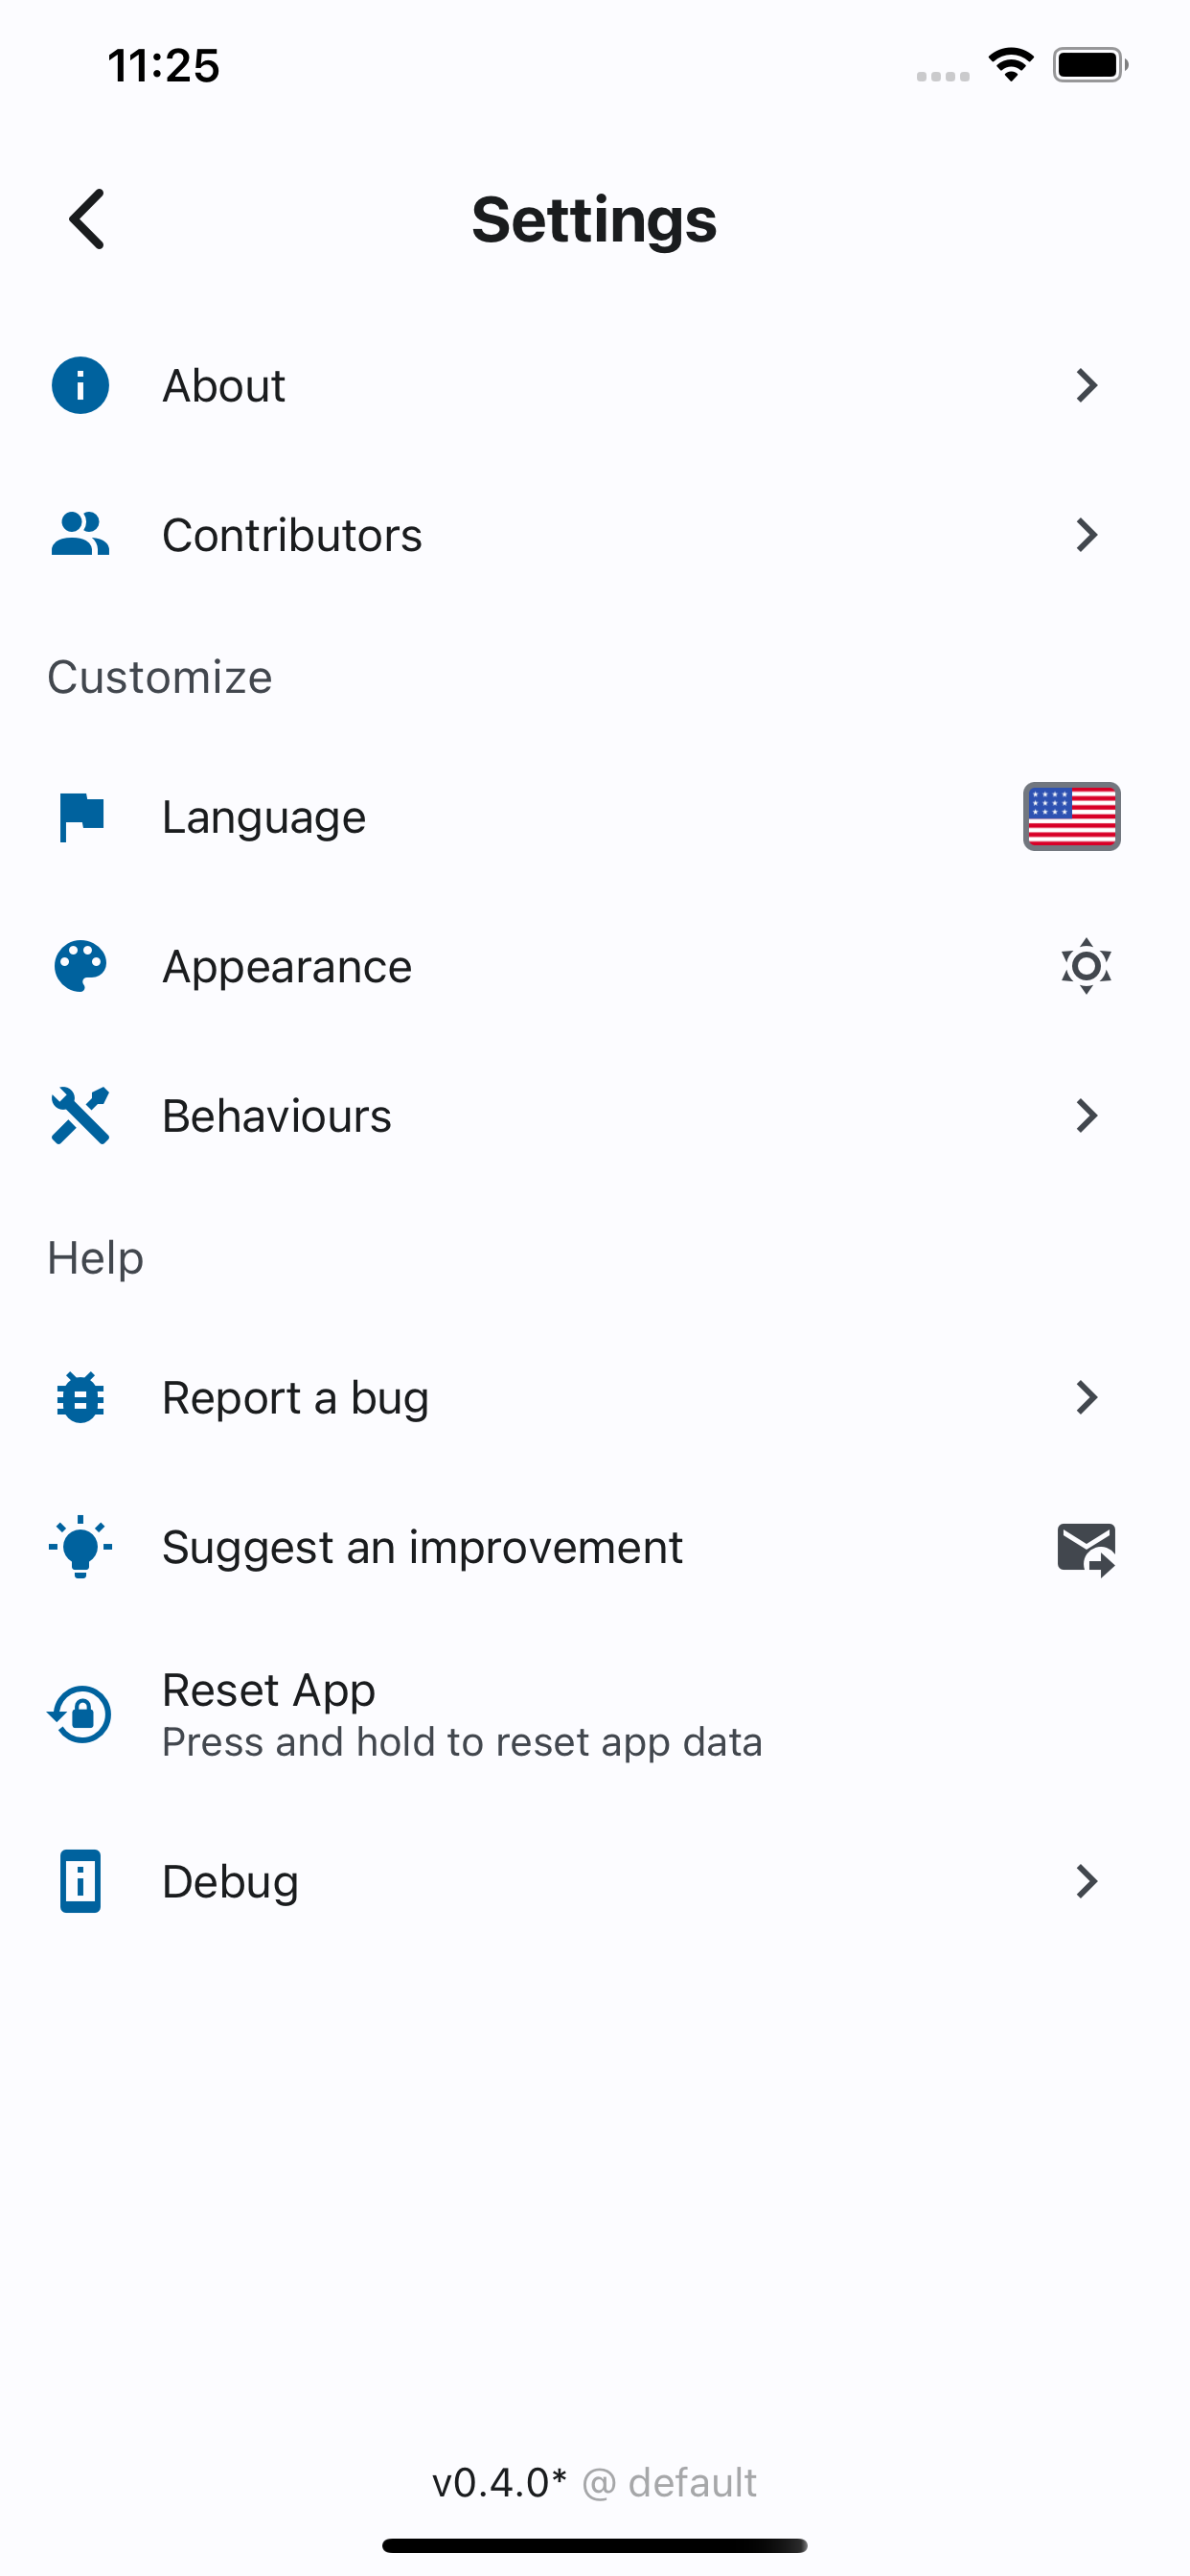 11:25
Settings
About
Contributors
Customize
Language
Appearance
Behaviours
Help
Report a bug
Suggest an improvement
Reset App
Press and hold to reset app data
Debug
v0.4.0* @ default